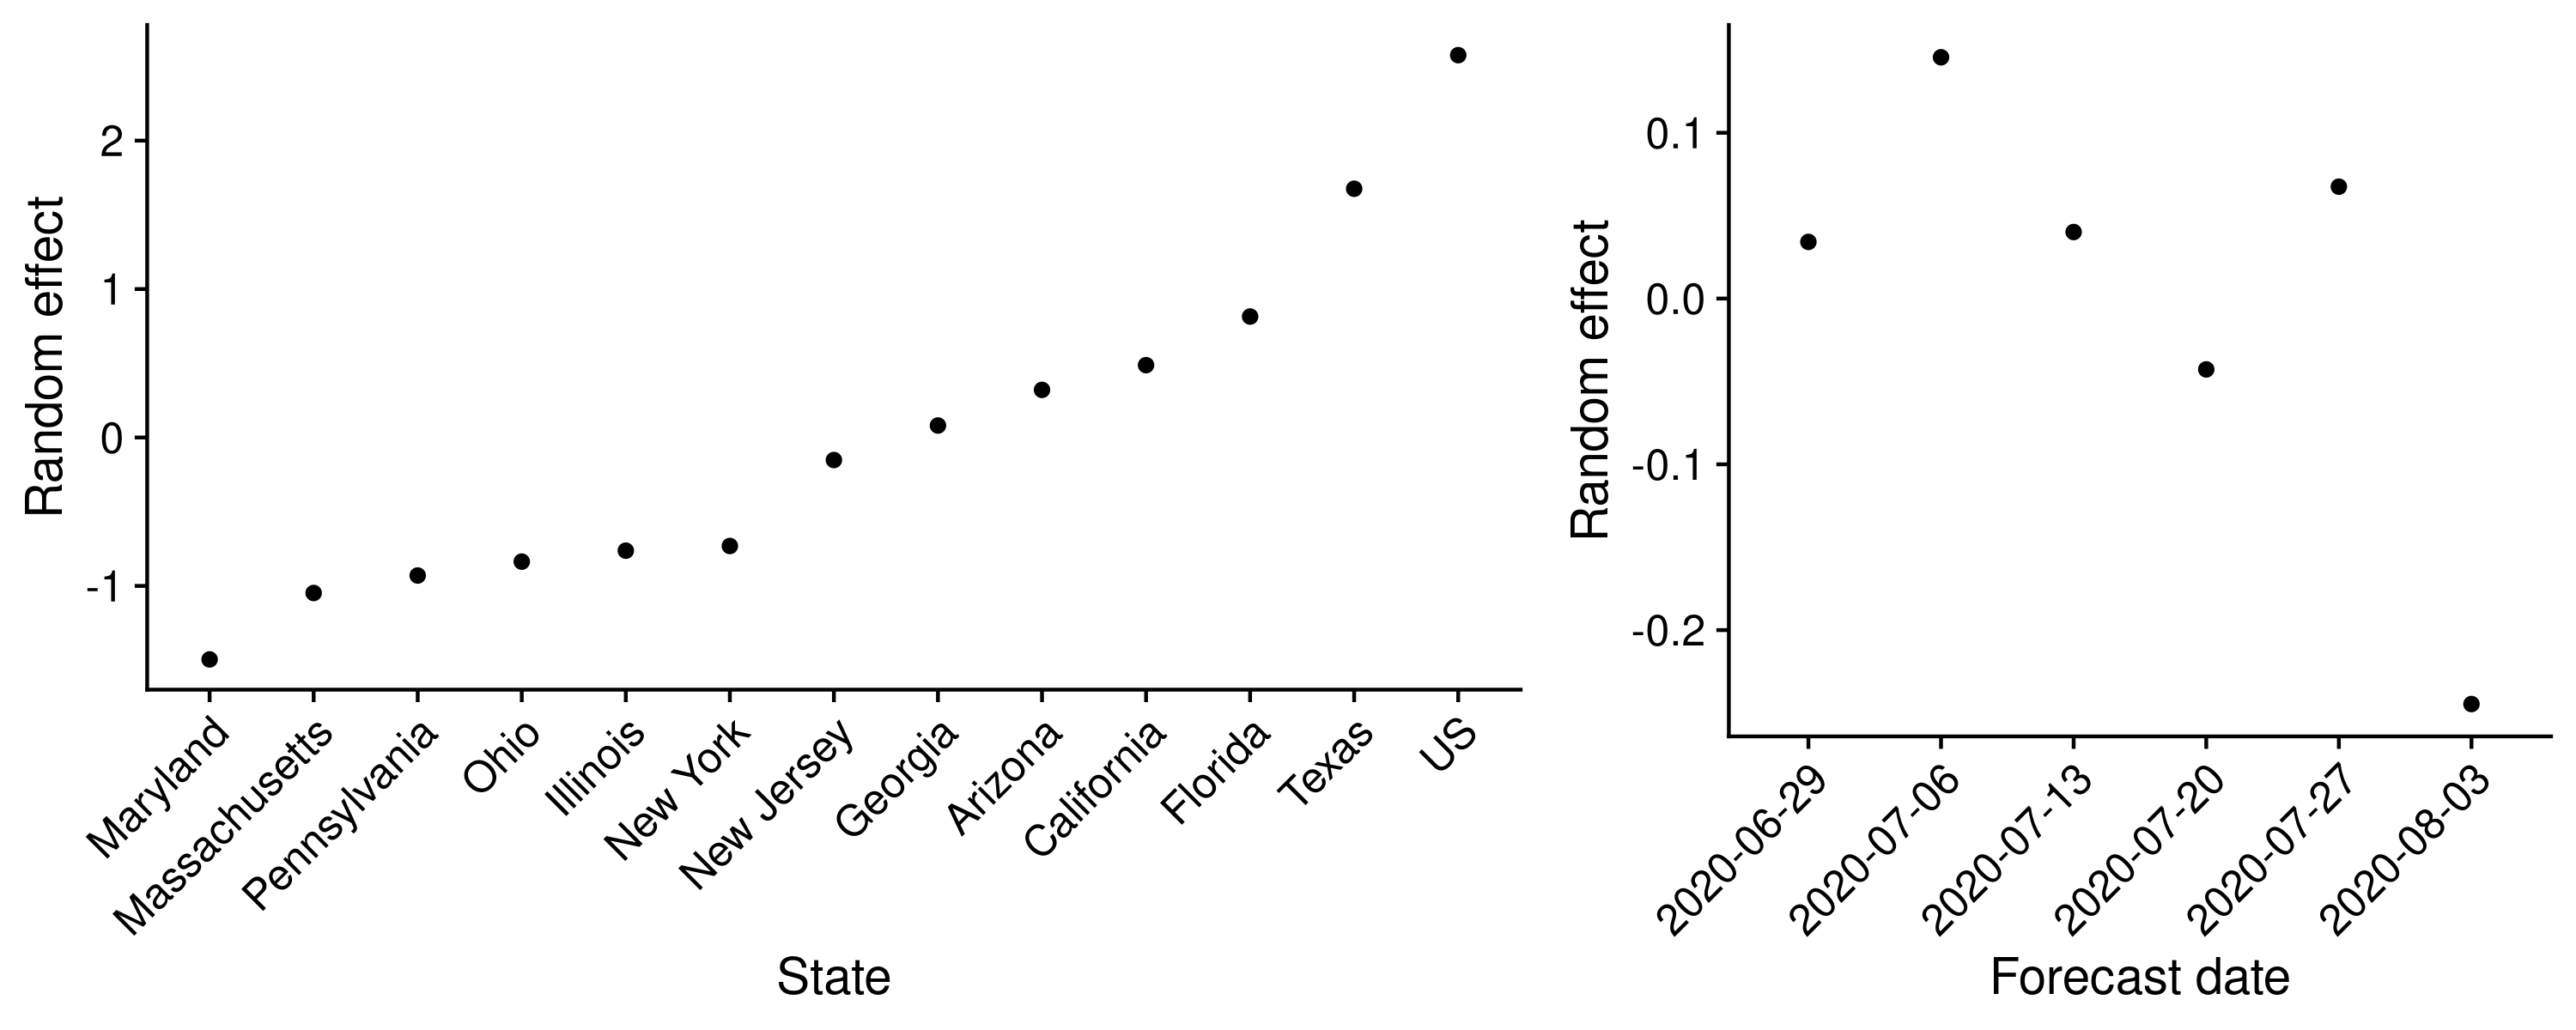 Random effect
2
1
0
-1
Maryland
Massachusetts
Pennsylvania
Ohio
Illinois
New York
New Jersey
Georgia
Arizona
California
Florida
Texas
US
State
Random effect
0.1
0.0
-0.1
-0.2
2020-06-29
2020-07-06
2020-07-13
2020-07-20
2020-07-27
2020-08-03
Forecast date